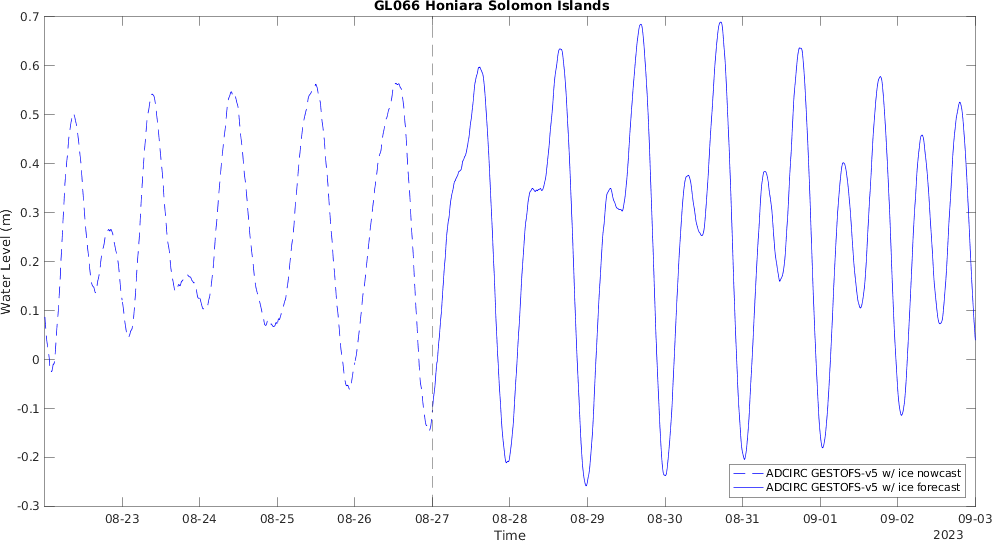 GL066 Honiara Solomon Islands
Water Level (m)
0.7
0.6
0.5
0.4
0.3
0.2
0.1
0
-0.1
-0.2
-0.3
ADCIRC GESTOFS-v5 w/ ice nowcast
ADCIRC GESTOFS-v5 w/ ice forecast
08-23 08-24 08-25 08-26 08-27 08-28 08-29 08-30 08-31 09-01 09-02 09-03
Time
2023